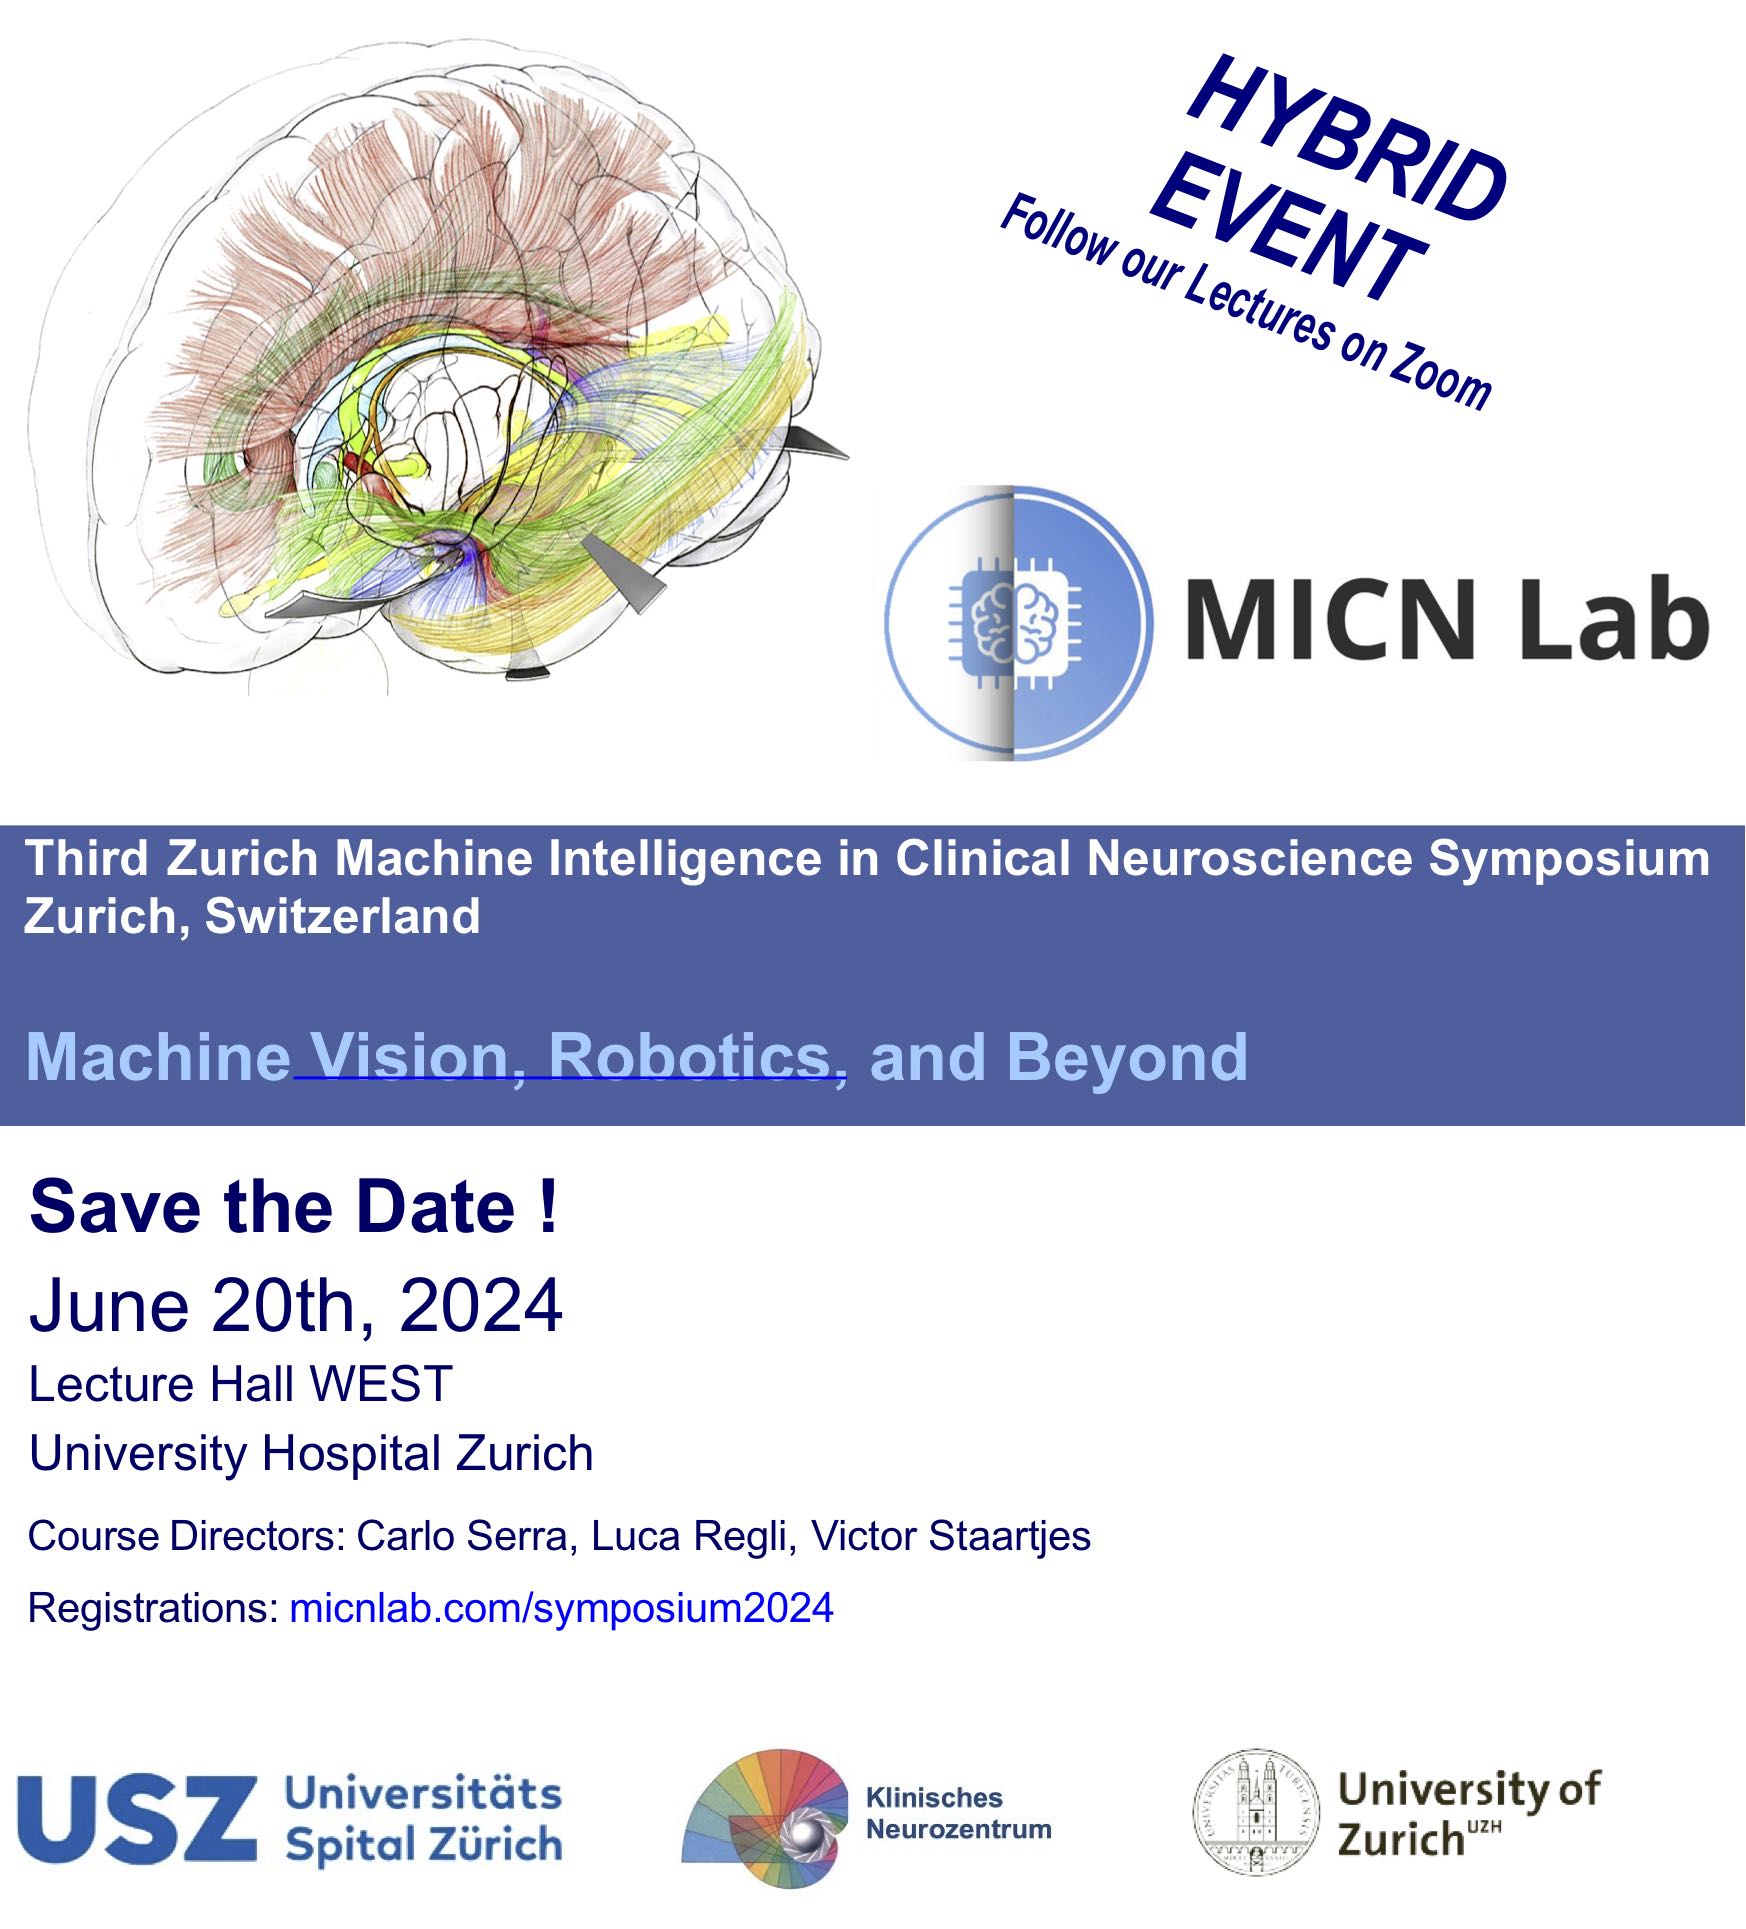 HYBRID
EVENT
Follow our Lectures on Zoom
MICN Lab
Third Zurich Machine Intelligence in Clinical Neuroscience Symposium
Zurich, Switzerland
Machine Vision, Robotics, and Beyond
Save the Date !
June 20th, 2024
Lecture Hall WEST
University Hospital Zurich
Course Directors: Carlo Serra, Luca Regli, Victor Staartjes
Registrations: micnlab.com/symposium2024
USZ Universitäts
Spital Zürich
Klinisches
Neurozentrum
UNIVERSITAS TURICENSIS
University of
Zurich UZH